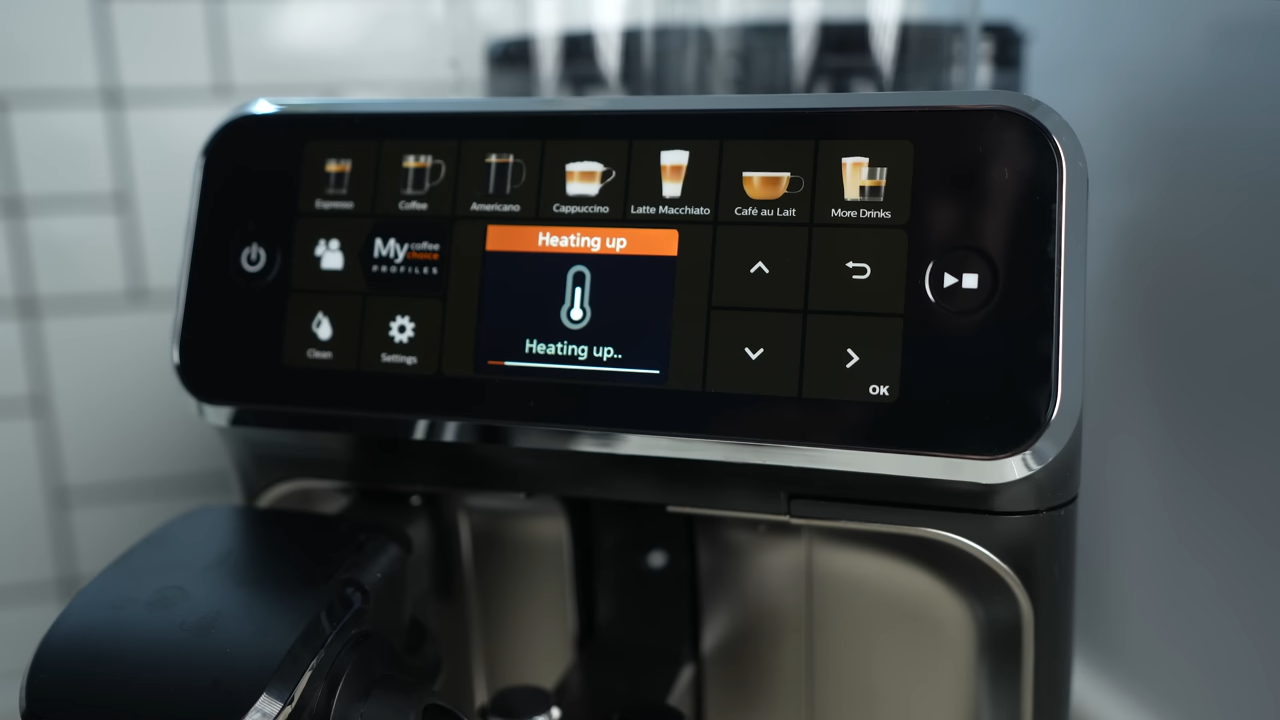 Espresso
Coffee
Americano
Cappuccino
Latte Macchiato
Café au Lait
More Drinks
My coffee choice
PROFILES
Heating up
Heating up..
Clean
Settings
OK